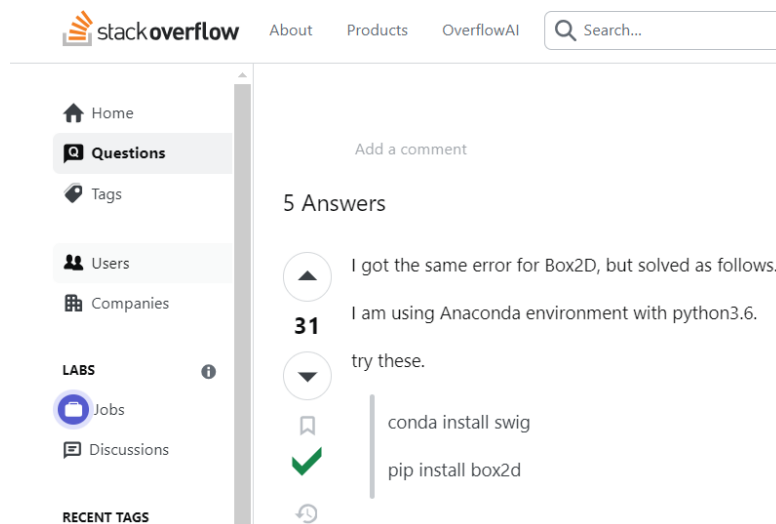 stackoverflow
About
Products
OverflowAI
Search...
Home
Questions
Tags
Users
Companies
LABS
Jobs
Discussions
RECENT TAGS
Add a comment
5 Answers
31
I got the same error for Box2D, but solved as follows.
I am using Anaconda environment with python3.6.
try these.
conda install swig
pip install box2d